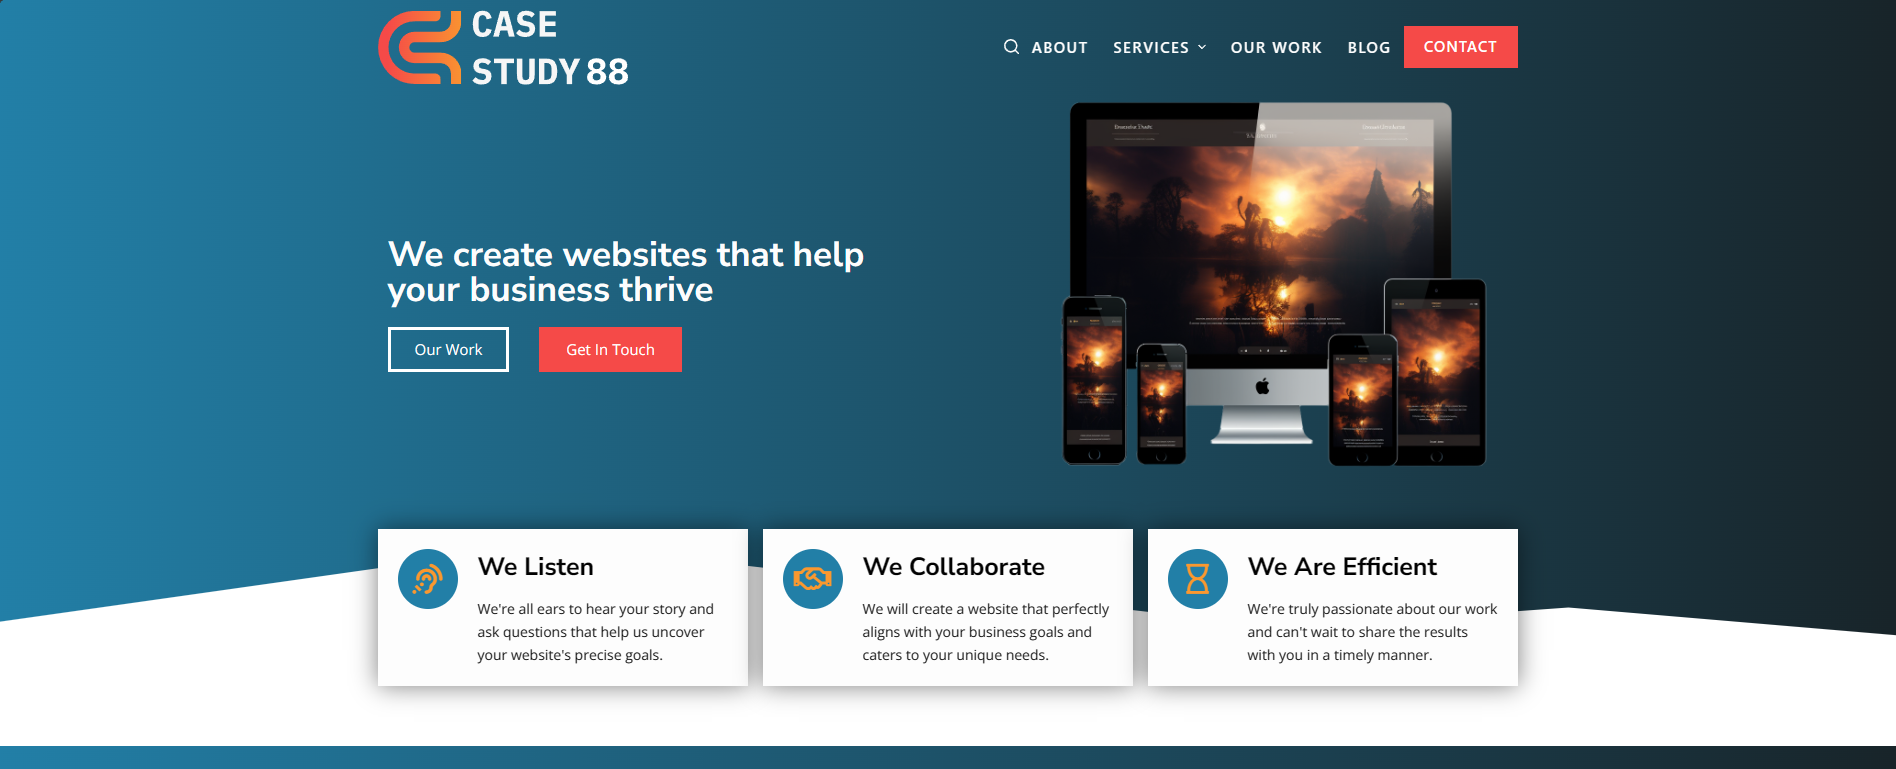 CASE
STUDY 88
ABOUT
SERVICES
OUR WORK
BLOG
CONTACT
We create websites that help
your business thrive
Our Work
Get In Touch
We Listen
We're all ears to hear your story and
ask questions that help us uncover
your website's precise goals.
We Collaborate
We will create a website that perfectly
aligns with your business goals and
caters to your unique needs.
We Are Efficient
We're truly passionate about our work
and can't wait to share the results
with you in a timely manner.